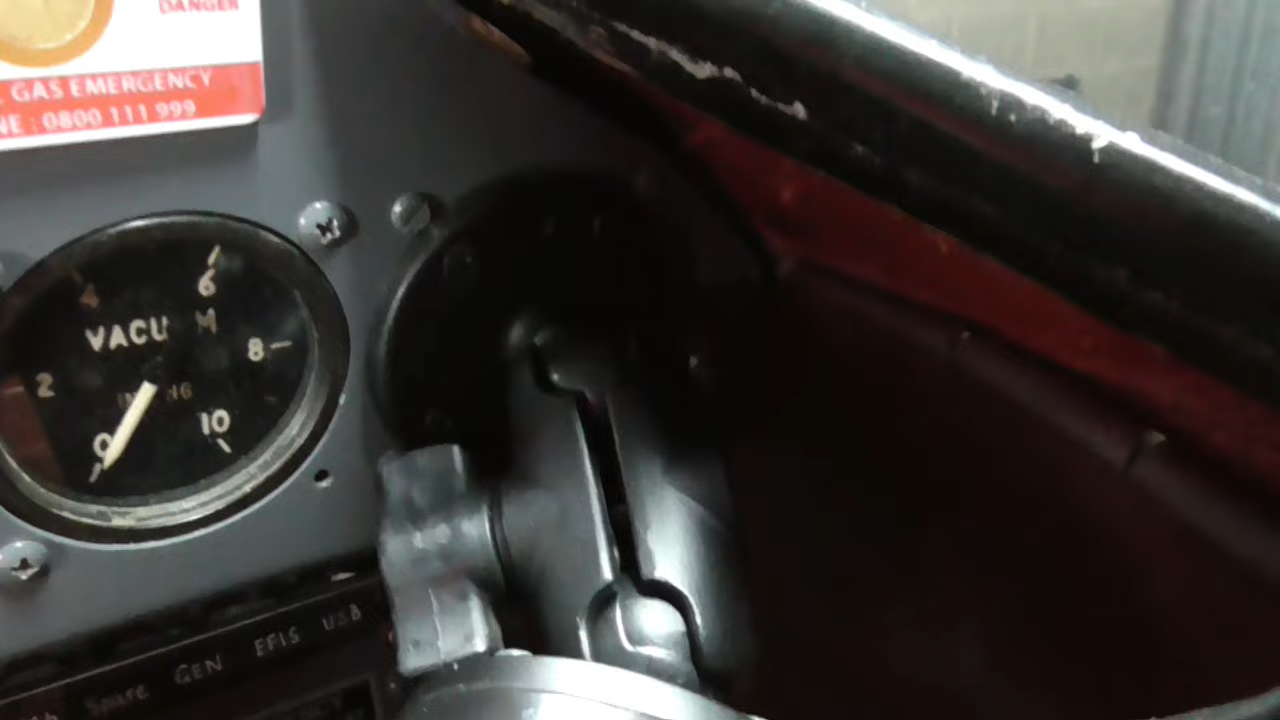 DANGER
GAS EMERGENCY
NE : 0800 111 999
4
6
VACU M
2
8
0
10
Spare GEN EFIS USB